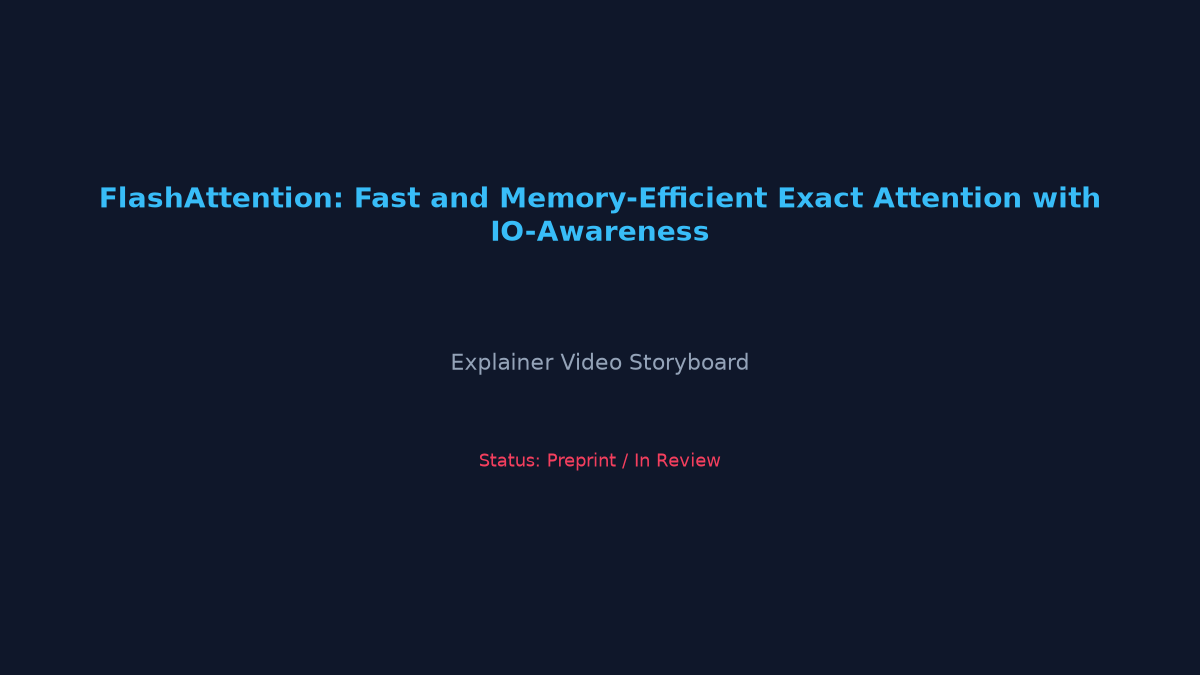 FlashAttention: Fast and Memory-Efficient Exact Attention with
IO-Awareness
Explainer Video Storyboard
Status: Preprint / In Review